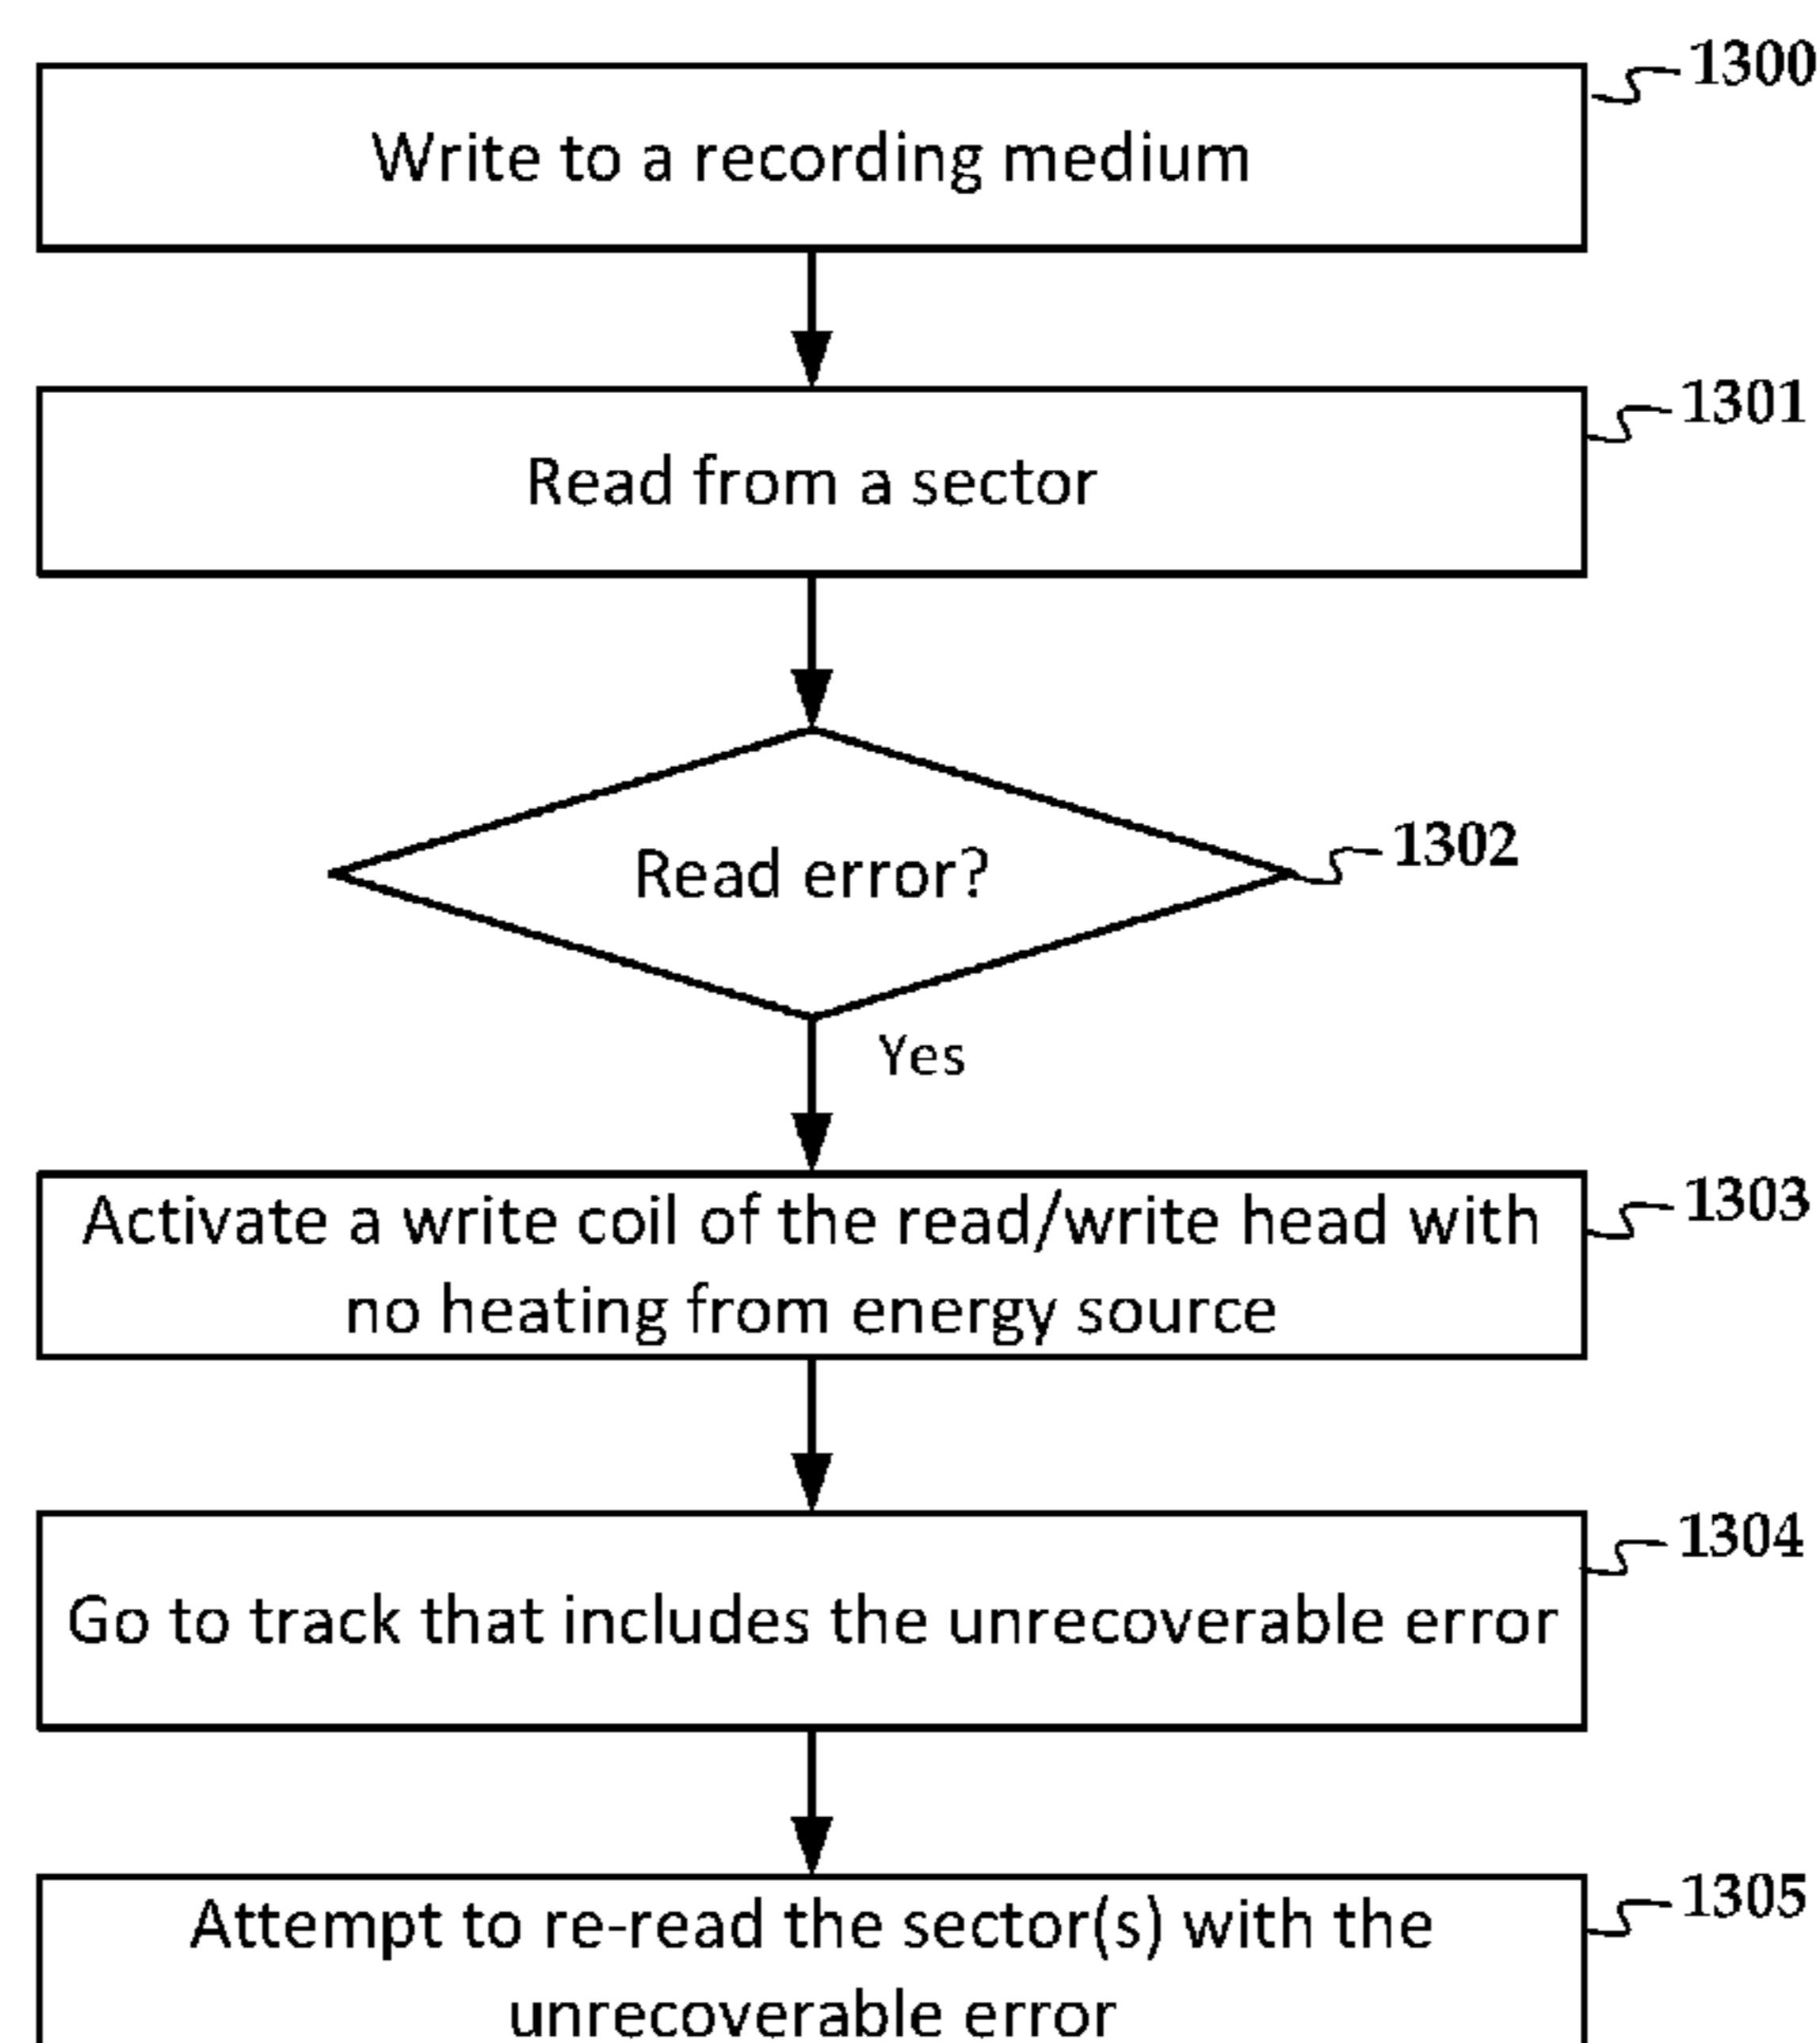 1300
Write to a recording medium
1301
Read from a sector
1302
Read error?
Yes
1303
Activate a write coil of the read/write head with
no heating from energy source
1304
Go to track that includes the unrecoverable error
1305
Attempt to re-read the sector(s) with the
unrecoverable error